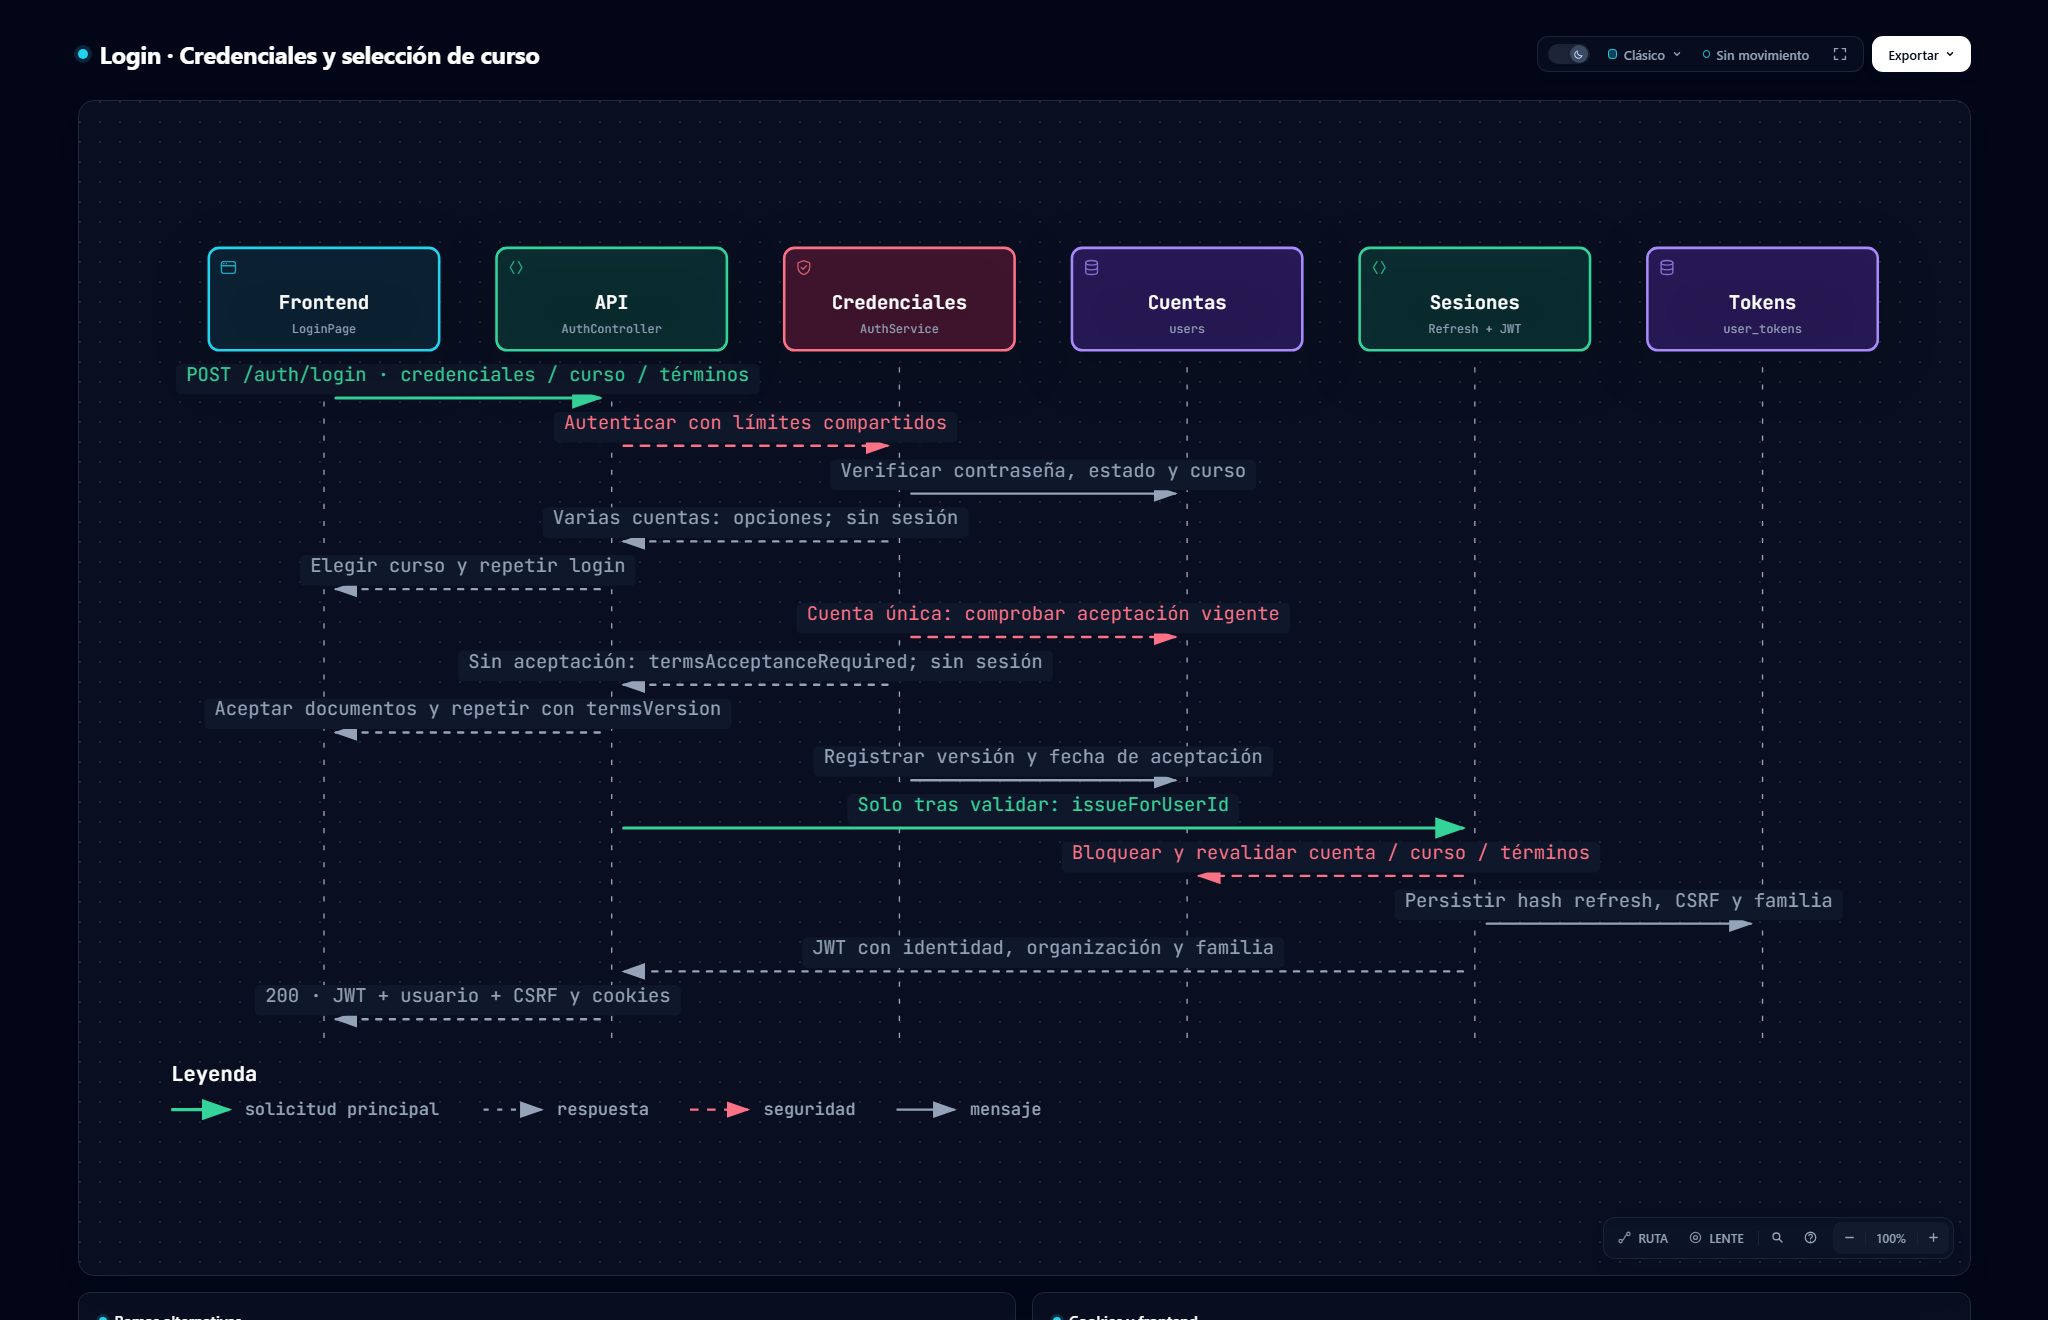 Login · Credenciales y selección de curso
Clásico
Sin movimiento
Exportar
Frontend
LoginPage
API
AuthController
Credenciales
AuthService
Cuentas
users
Sesiones
Refresh + JWT
Tokens
user_tokens
POST /auth/login · credenciales / curso / términos
Autenticar con límites compartidos
Verificar contraseña, estado y curso
Varias cuentas: opciones; sin sesión
Elegir curso y repetir login
Cuenta única: comprobar aceptación vigente
Sin aceptación: termsAcceptanceRequired; sin sesión
Aceptar documentos y repetir con termsVersion
Registrar versión y fecha de aceptación
Solo tras validar: issueForUserId
Bloquear y revalidar cuenta / curso / términos
Persistir hash refresh, CSRF y familia
JWT con identidad, organización y familia
200 · JWT + usuario + CSRF y cookies
Leyenda
solicitud principal
respuesta
seguridad
mensaje
RUTA
LENTE
100%
Ramas alternativas
Cookies y frontend